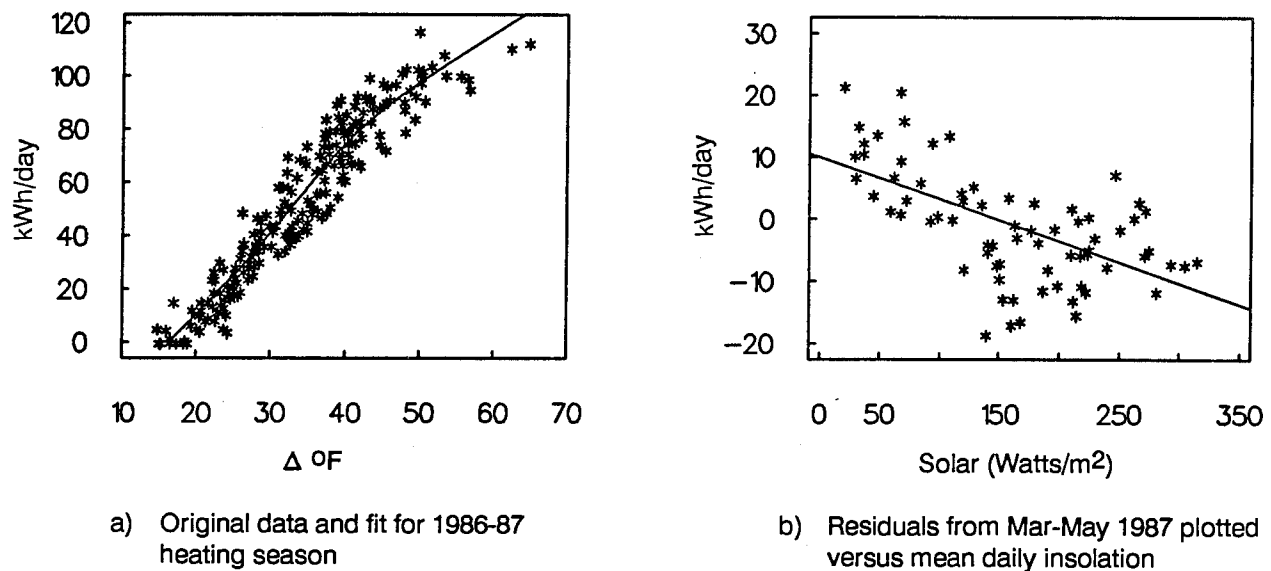 120
100
80
60
40
20
0
kWh/day
10 20 30 40 50 60 70
Δ ºF
a) Original data and fit for 1986-87
heating season
30
20
10
0
−10
−20
kWh/day
0 50 150 250 350
Solar (Watts/m²)
b) Residuals from Mar-May 1987 plotted
versus mean daily insolation